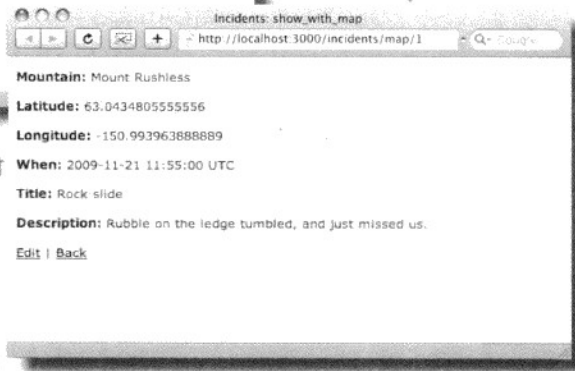 Incidents: show_with_map
http://localhost:3000/incidents/map/1
Google
Mountain: Mount Rushless
Latitude: 63.0434805555556
Longitude: -150.993963888889
When: 2009-11-21 11:55:00 UTC
Title: Rock slide
Description: Rubble on the ledge tumbled, and just missed us.
Edit | Back